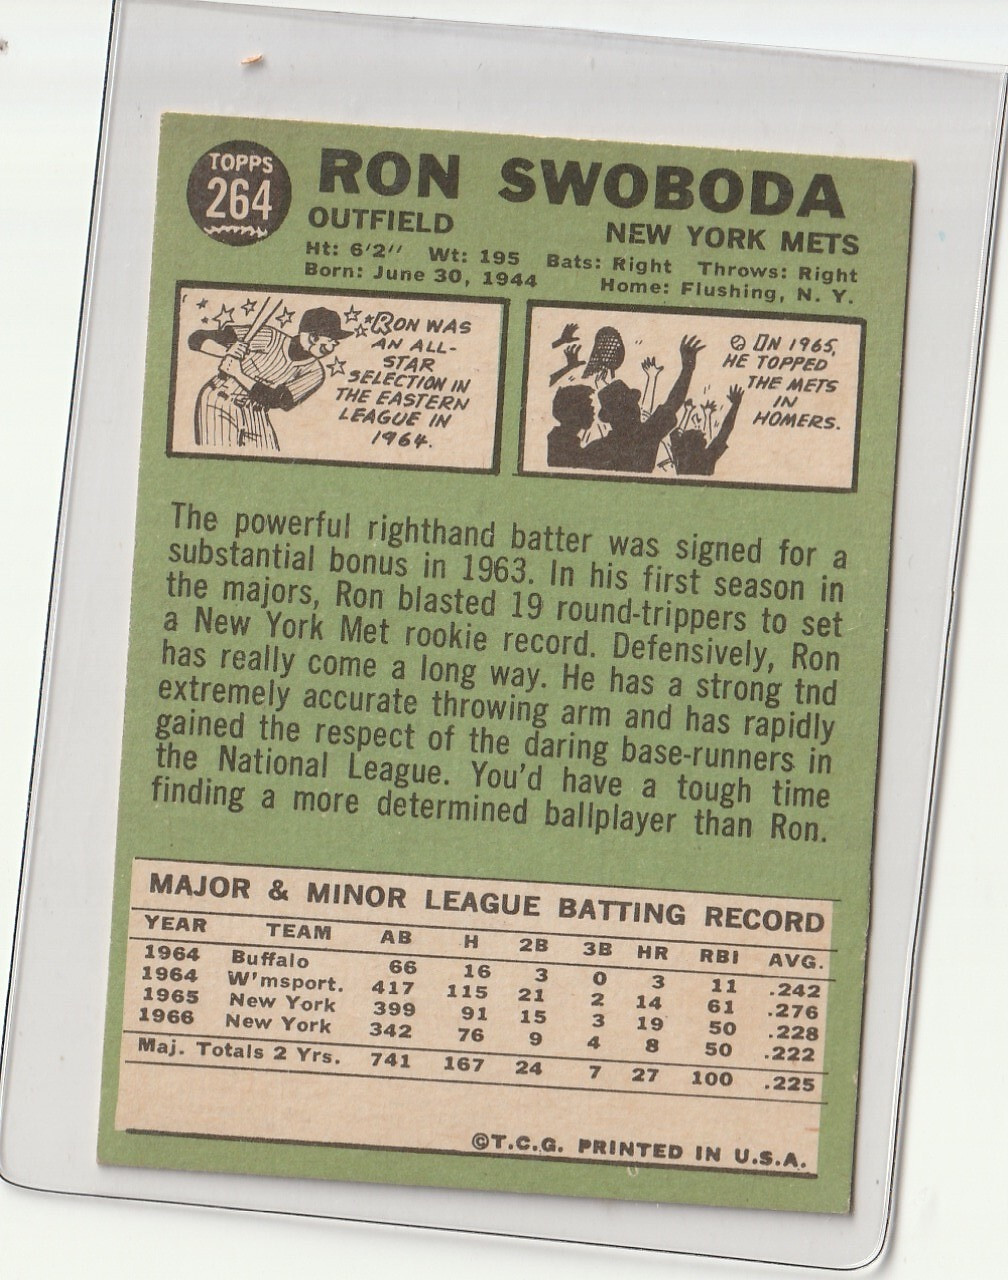 TOPPS
264
RON SWOBODA
OUTFIELD
NEW YORK METS
Ht: 6'2" Wt: 195 Bats: Right Throws: Right
Born: June 30, 1944 Home: Flushing, N. Y.
RON WAS
AN ALL-
STAR
SELECTION IN
THE EASTERN
LEAGUE IN
1964.
IN 1965,
HE TOPPED
THE METS
IN
HOMERS.
The powerful righthand batter was signed for a
substantial bonus in 1963. In his first season in
the majors, Ron blasted 19 round-trippers to set
a New York Met rookie record. Defensively, Ron
has really come a long way. He has a strong tnd
extremely accurate throwing arm and has rapidly
gained the respect of the daring base-runners in
the National League. You'd have a tough time
finding a more determined ballplayer than Ron.
MAJOR & MINOR LEAGUE BATTING RECORD
YEAR TEAM AB H 2B 3B HR RBI AVG.
1964 Buffalo 66 16 3 0 3 11 .242
1964 W'msport. 417 115 21 2 14 61 .276
1965 New York 399 91 15 3 19 50 .228
1966 New York 342 76 9 4 8 50 .222
Maj. Totals 2 Yrs. 741 167 24 7 27 100 .225
©T.C.G. PRINTED IN U.S.A.